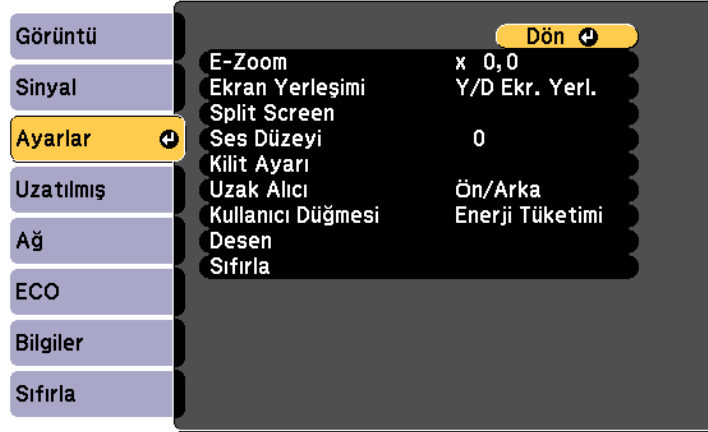 Görüntü
Sinyal
Ayarlar
Uzatılmış
Ağ
ECO
Bilgiler
Sıfırla
Dön
E-Zoom x 0,0
Ekran Yerleşimi Y/D Ekr. Yerl.
Split Screen
Ses Düzeyi 0
Kilit Ayarı
Uzak Alıcı Ön/Arka
Kullanıcı Düğmesi Enerji Tüketimi
Desen
Sıfırla